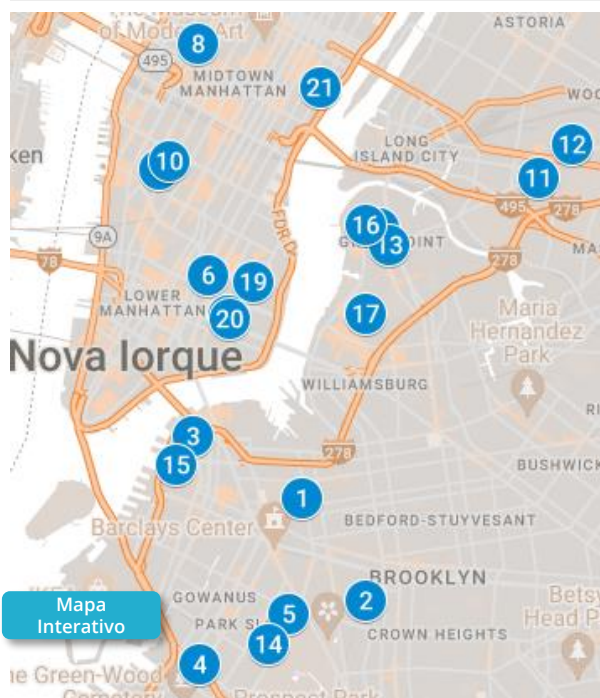 ASTORIA
of Modern Art
8
495
MIDTOWN
MANHATTAN
21
WOO
LONG
ISLAND CITY
12
ken
10
11
495
278
9A
FDR Dr
16
13
278
78
6
19
LOWER
MANHATTAN
20
17
Maria
Hernandez
Park
Nova Iorque
WILLIAMSBURG
3
278
15
BUSHWICK
1
Barclays Center
BEDFORD-STUYVESANT
BROOKLYN
Mapa
Interativo
GOWANUS
5
2
Betsy
Head P
PARK SL
CROWN HEIGHTS
14
4
he Green-Wood
Cemetery
Prospect Park